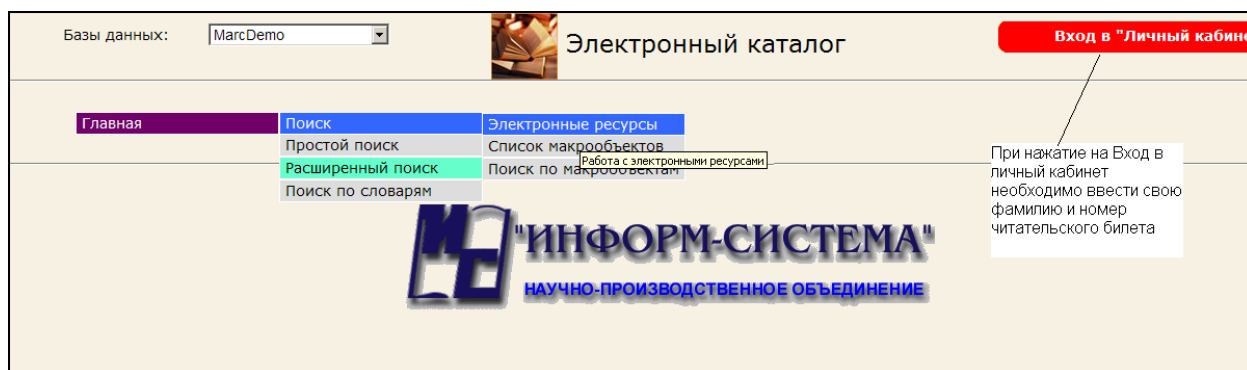 Базы данных:
MarcDemo
Электронный каталог
Вход в "Личный кабине
Главная
Поиск
Электронные ресурсы
Простой поиск
Список макрообъектов
Работа с электронными ресурсами
Расширенный поиск
Поиск по макрообъектам
Поиск по словарям
При нажатие на Вход в
личный кабинет
необходимо ввести свою
фамилию и номер
читательского билета
ИС
"ИНФОРМ-СИСТЕМА"
НАУЧНО-ПРОИЗВОДСТВЕННОЕ ОБЪЕДИНЕНИЕ